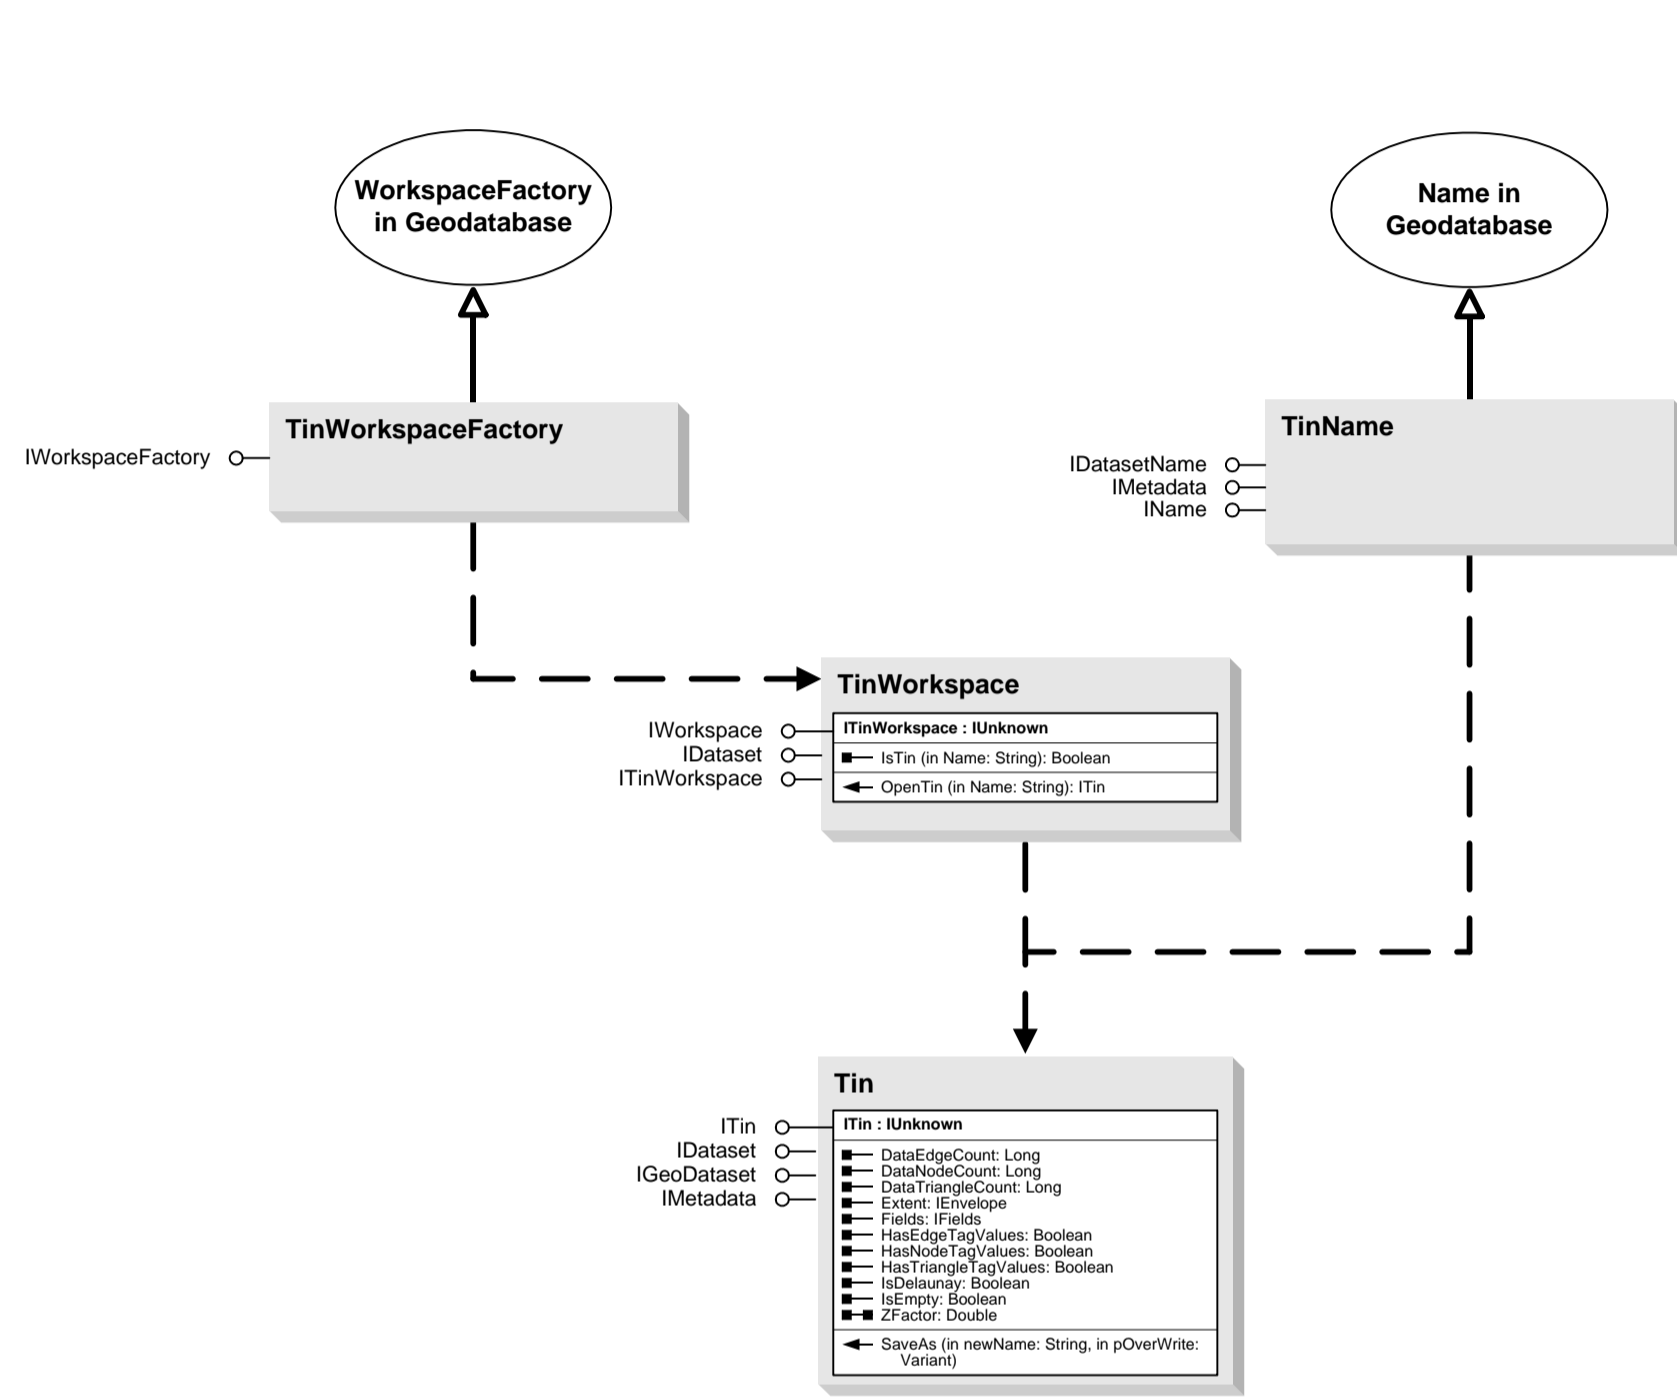 WorkspaceFactory
in Geodatabase
Name in
Geodatabase
TinWorkspaceFactory
IWorkspaceFactory
TinName
IDatasetName
IMetadata
IName
TinWorkspace
IWorkspace
IDataset
ITinWorkspace
ITinWorkspace : IUnknown
IsTin (in Name: String): Boolean
OpenTin (in Name: String): ITin
Tin
ITin
IDataset
IGeoDataset
IMetadata
ITin : IUnknown
DataEdgeCount: Long
DataNodeCount: Long
DataTriangleCount: Long
Extent: IEnvelope
Fields: IFields
HasEdgeTagValues: Boolean
HasNodeTagValues: Boolean
HasTriangleTagValues: Boolean
IsDelaunay: Boolean
IsEmpty: Boolean
ZFactor: Double
SaveAs (in newName: String, in pOverWrite:
Variant)